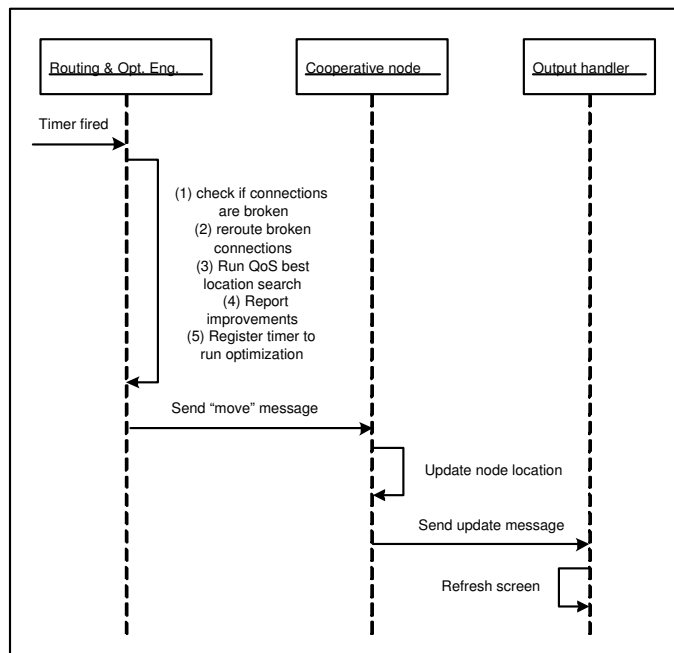 Routing & Opt. Eng.
Cooperative node
Output handler
Timer fired
(1) check if connections
are broken
(2) reroute broken
connections
(3) Run QoS best
location search
(4) Report
improvements
(5) Register timer to
run optimization
Send “move” message
Update node location
Send update message
Refresh screen